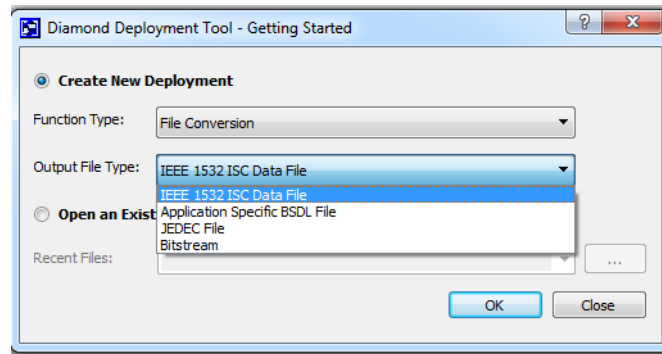 Diamond Deployment Tool - Getting Started
Create New Deployment
Function Type: File Conversion
Output File Type: IEEE 1532 ISC Data File
IEEE 1532 ISC Data File
Open an Exist Application Specific BSDL File
JEDEC File
Bitstream
Recent Files: ...
OK Close